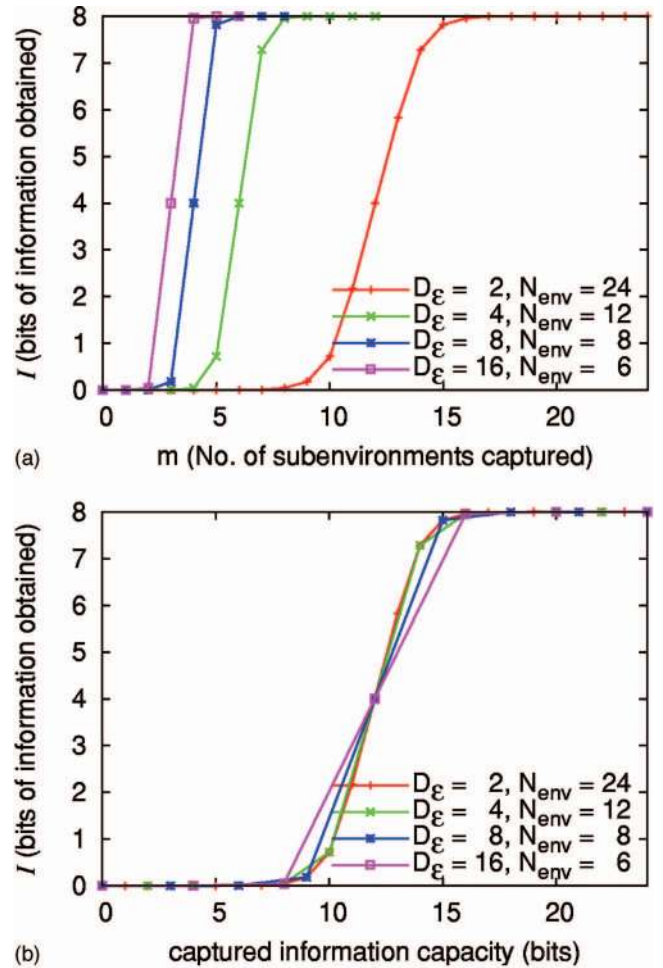 8
7
6
5
4
3
2
1
0
I (bits of information obtained)
Dε = 2, Nenv = 24
Dε = 4, Nenv = 12
Dε = 8, Nenv = 8
Dε = 16, Nenv = 6
0 5 10 15 20
(a) m (No. of subenvironments captured)
8
7
6
5
4
3
2
1
0
I (bits of information obtained)
Dε = 2, Nenv = 24
Dε = 4, Nenv = 12
Dε = 8, Nenv = 8
Dε = 16, Nenv = 6
0 5 10 15 20
(b) captured information capacity (bits)